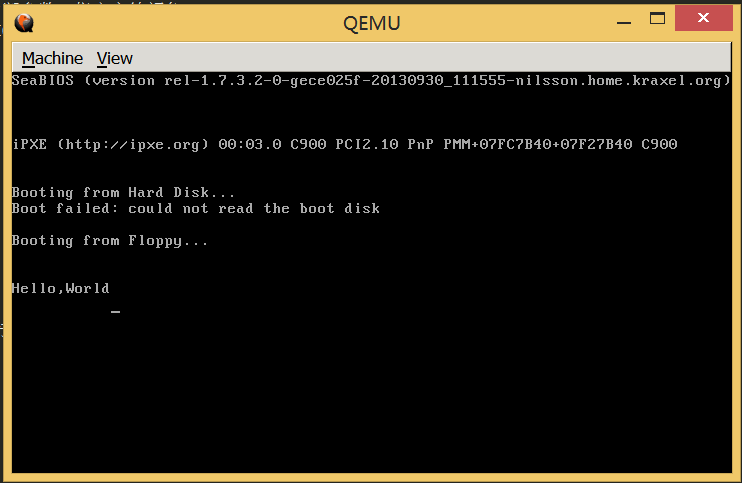 QEMU
Machine View
SeaBIOS (version rel-1.7.3.2-0-gece025f-20130930_111555-nilsson.home.kraxel.org)
iPXE (http://ipxe.org) 00:03.0 C900 PCI2.10 PnP PMM+07FC7B40+07F27B40 C900
Booting from Hard Disk...
Boot failed: could not read the boot disk
Booting from Floppy...
Hello,World